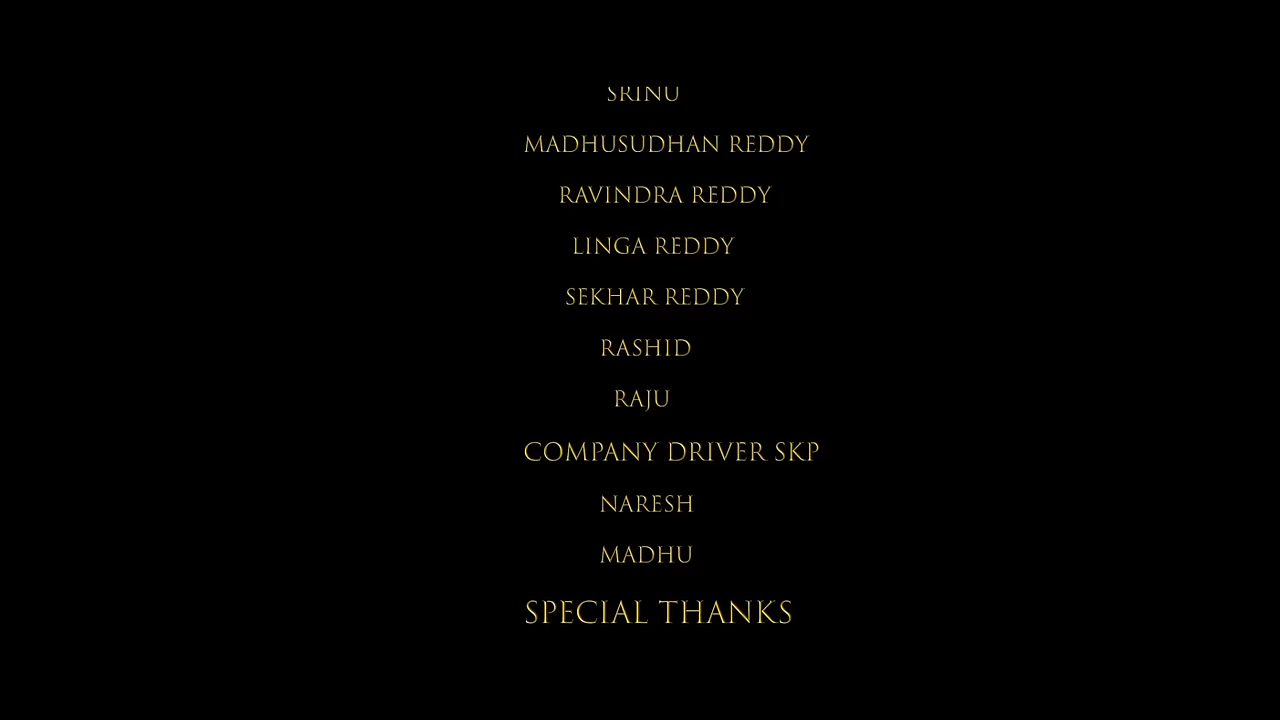 SRINU
MADHUSUDHAN REDDY
RAVINDRA REDDY
LINGA REDDY
SEKHAR REDDY
RASHID
RAJU
COMPANY DRIVER SKP
NARESH
MADHU
SPECIAL THANKS